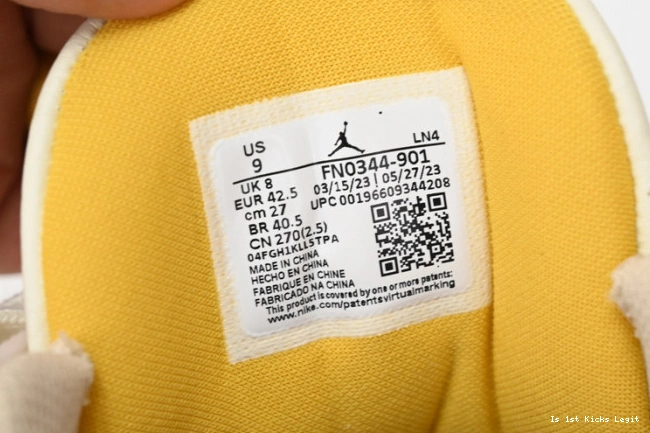 US
9
LN4
FN0344-901
UK 8
03/15/23 | 05/27/23
EUR 42.5
UPC 00196609344208
cm 27
BR 40.5
CN 270(2.5)
04FGH1KLL5TPA
MADE IN CHINA
HECHO EN CHINA
FABRIQUE EN CHINE
FABRICADO NA CHINA
This product is covered by one or more patents:
www.nike.com/patentsvirtualmarking
Is 1st Kicks Legit